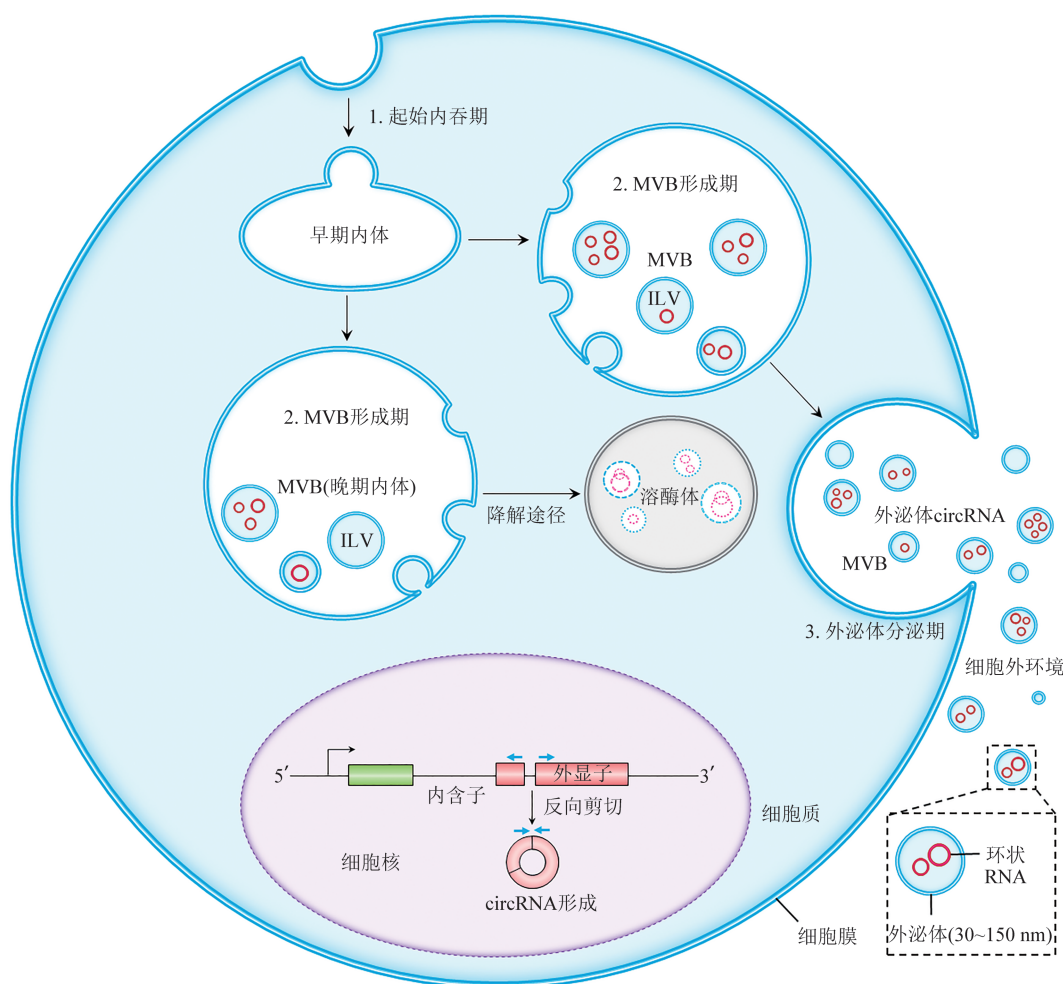 1. 起始内吞期
早期内体
2. MVB形成期
MVB
ILV
2. MVB形成期
MVB(晚期内体)
ILV
降解途径
溶酶体
外泌体circRNA
MVB
3. 外泌体分泌期
细胞外环境
5′
内含子
外显子
3′
反向剪切
细胞核
circRNA形成
细胞质
细胞膜
环状
RNA
外泌体(30~150 nm)